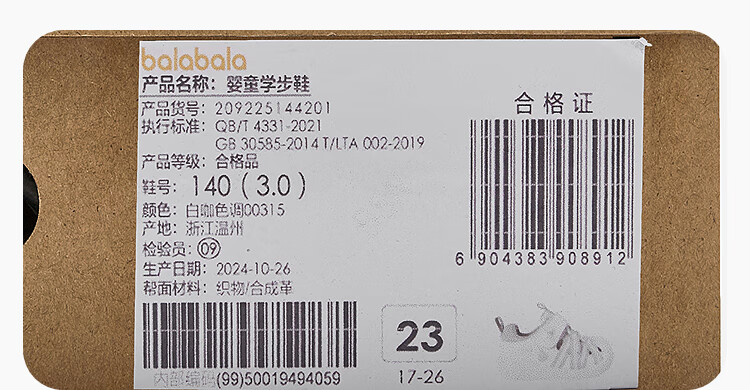 balabala
产品名称：婴童学步鞋
产品货号：209225144201
执行标准：QB/T 4331-2021
GB 30585-2014 T/LTA 002-2019
产品等级：合格品
鞋号：140（3.0）
颜色：白咖色调00315
产地：浙江温州
检验员：09
生产日期：2024-10-26
帮面材料：织物/合成革
内部编码(99)50019494059
合格证
6 904383 908912
23
17-26